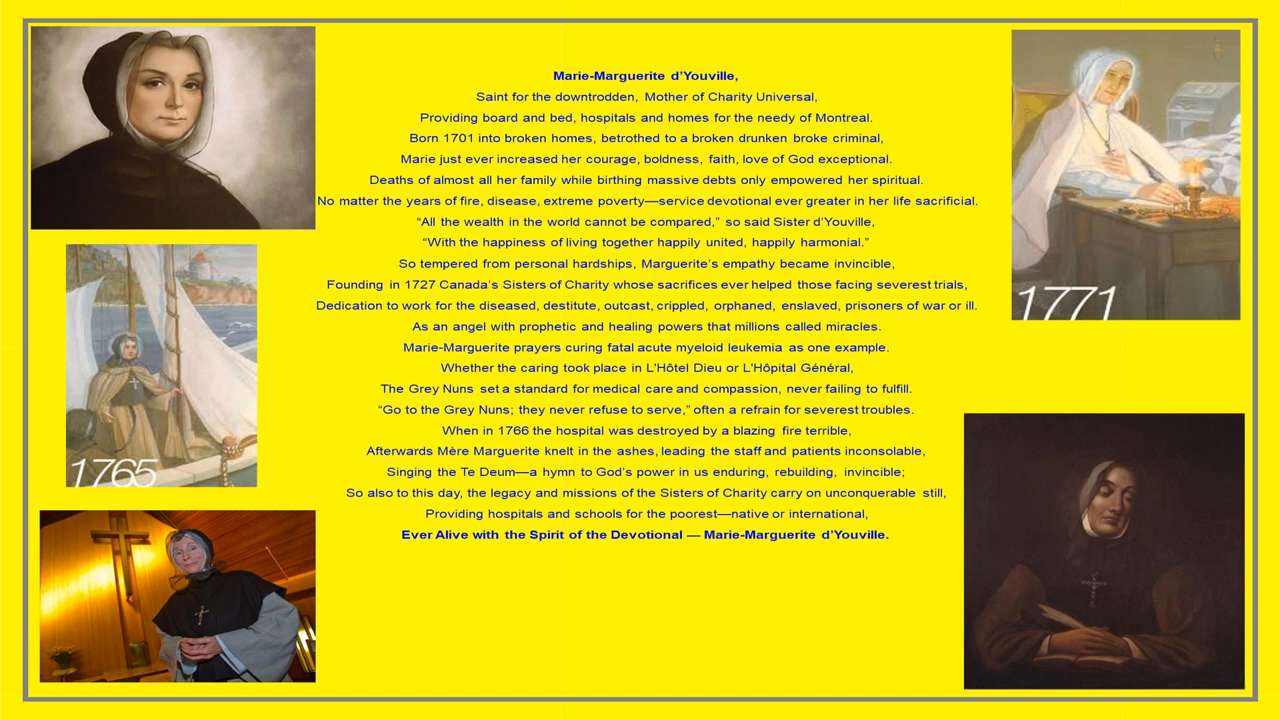 Marie-Marguerite d’Youville,
Saint for the downtrodden, Mother of Charity Universal,
Providing board and bed, hospitals and homes for the needy of Montreal.
Born 1701 into broken homes, betrothed to a broken drunken broke criminal,
Marie just ever increased her courage, boldness, faith, love of God exceptional.
Deaths of almost all her family while birthing massive debts only empowered her spiritual.
No matter the years of fire, disease, extreme poverty—service devotional ever greater in her life sacrificial.
“All the wealth in the world cannot be compared,” so said Sister d’Youville,
“With the happiness of living together happily united, happily harmonial.”
So tempered from personal hardships, Marguerite’s empathy became invincible,
Founding in 1727 Canada’s Sisters of Charity whose sacrifices ever helped those facing severest trials,
Dedication to work for the diseased, destitute, outcast, crippled, orphaned, enslaved, prisoners of war or ill.
As an angel with prophetic and healing powers that millions called miracles.
Marie-Marguerite prayers curing fatal acute myeloid leukemia as one example.
Whether the caring took place in L'Hôtel Dieu or L'Hôpital Général,
The Grey Nuns set a standard for medical care and compassion, never failing to fulfill.
“Go to the Grey Nuns; they never refuse to serve,” often a refrain for severest troubles.
When in 1766 the hospital was destroyed by a blazing fire terrible,
Afterwards Mère Marguerite knelt in the ashes, leading the staff and patients inconsolable,
Singing the Te Deum—a hymn to God’s power in us enduring, rebuilding, invincible;
So also to this day, the legacy and missions of the Sisters of Charity carry on unconquerable still,
Providing hospitals and schools for the poorest—native or international,
Ever Alive with the Spirit of the Devotional — Marie-Marguerite d’Youville.
1765
1771